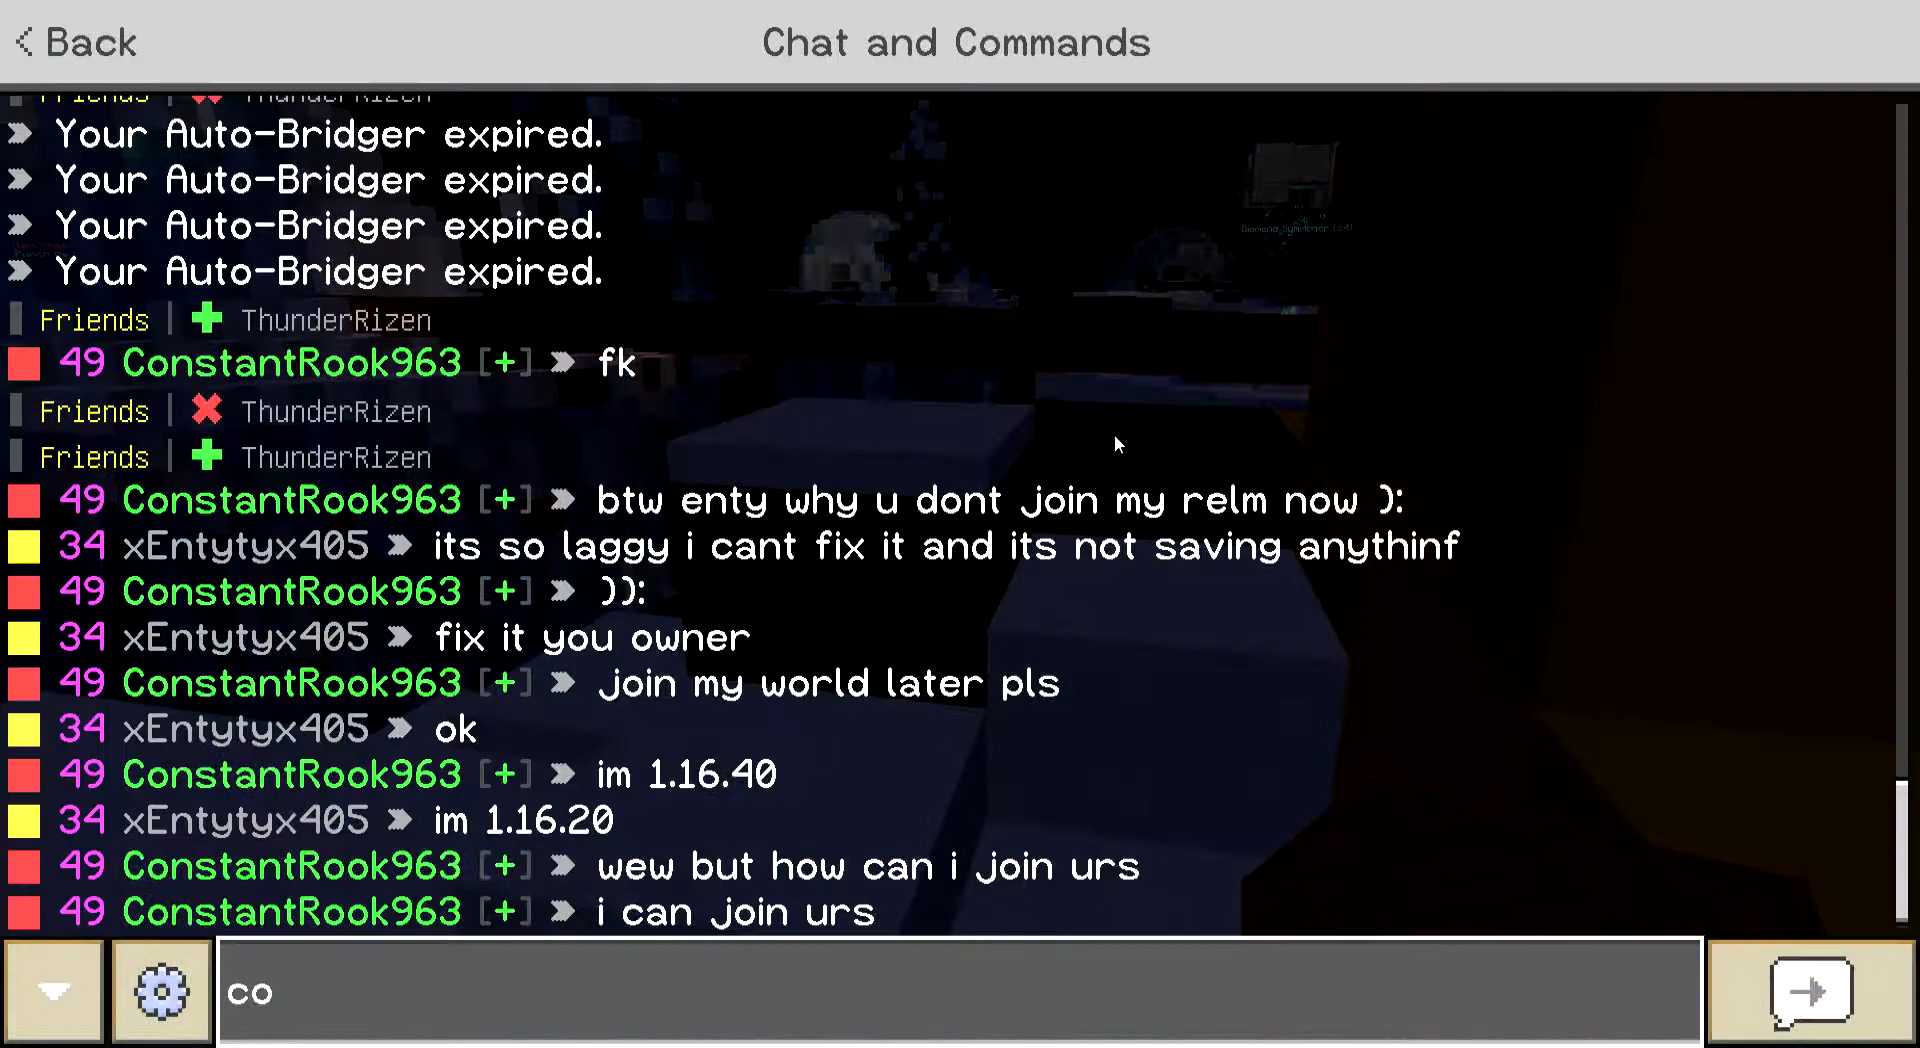 < Back
Chat and Commands
Friends | ✖ ThunderRizen
» Your Auto-Bridger expired.
» Your Auto-Bridger expired.
» Your Auto-Bridger expired.
» Your Auto-Bridger expired.
Friends | ✚ ThunderRizen
49 ConstantRook963 [+] » fk
Friends | ✖ ThunderRizen
Friends | ✚ ThunderRizen
49 ConstantRook963 [+] » btw enty why u dont join my relm now ):
34 xEntytyx405 » its so laggy i cant fix it and its not saving anythinf
49 ConstantRook963 [+] » )):
34 xEntytyx405 » fix it you owner
49 ConstantRook963 [+] » join my world later pls
34 xEntytyx405 » ok
49 ConstantRook963 [+] » im 1.16.40
34 xEntytyx405 » im 1.16.20
49 ConstantRook963 [+] » wew but how can i join urs
49 ConstantRook963 [+] » i can join urs
co